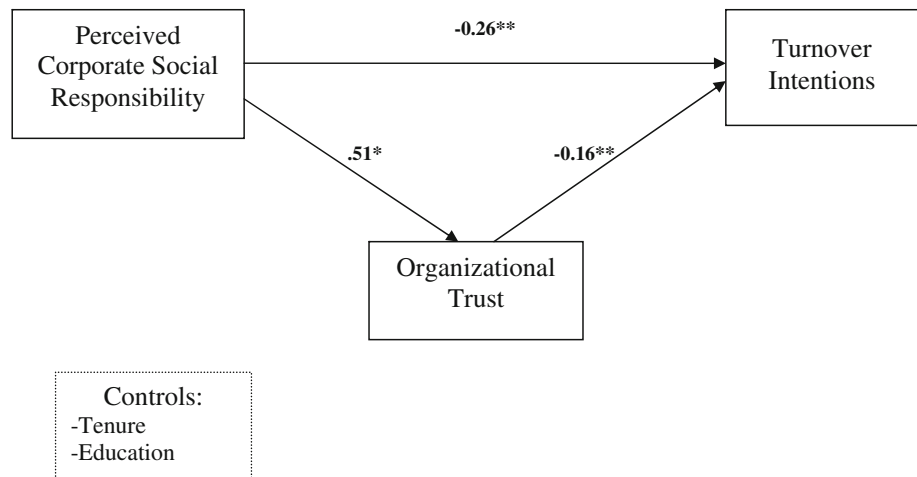 Perceived
Corporate Social
Responsibility
-0.26**
Turnover
Intentions
.51*
-0.16**
Organizational
Trust
Controls:
-Tenure
-Education